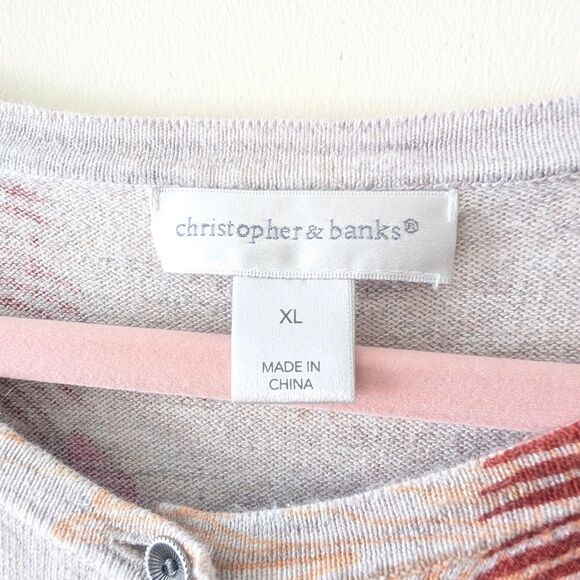 christopher & banks®
XL
MADE IN
CHINA